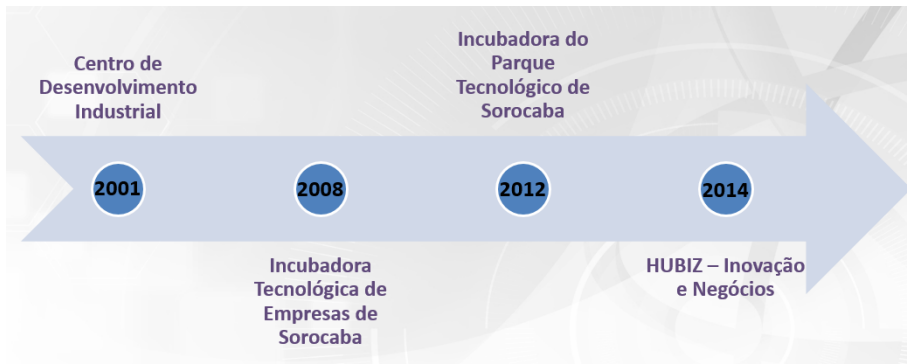 Centro de
Desenvolvimento
Industrial
2001
Incubadora
Tecnológica de
Empresas de
Sorocaba
2008
Incubadora do
Parque
Tecnológico de
Sorocaba
2012
HUBIZ – Inovação
e Negócios
2014